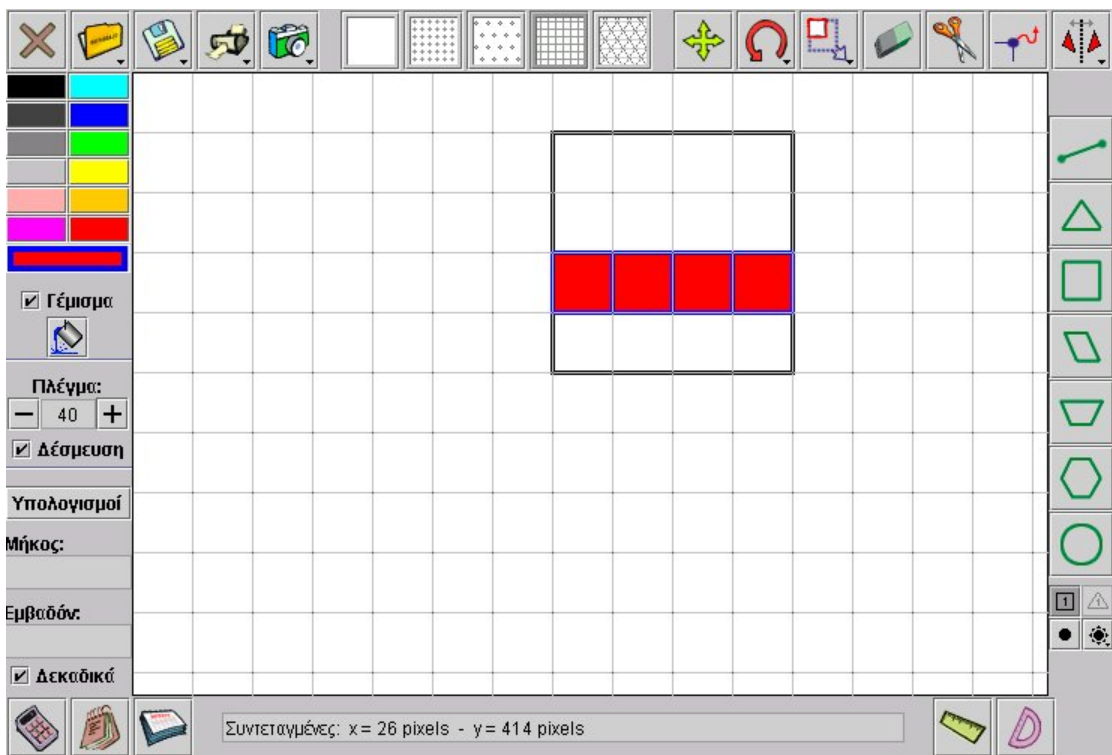 Γέμισμα
Πλέγμα:
40
Δέσμευση
Υπολογισμοί
Μήκος:
Εμβαδόν:
Δεκαδικά
Συντεταγμένες: x = 26 pixels - y = 414 pixels